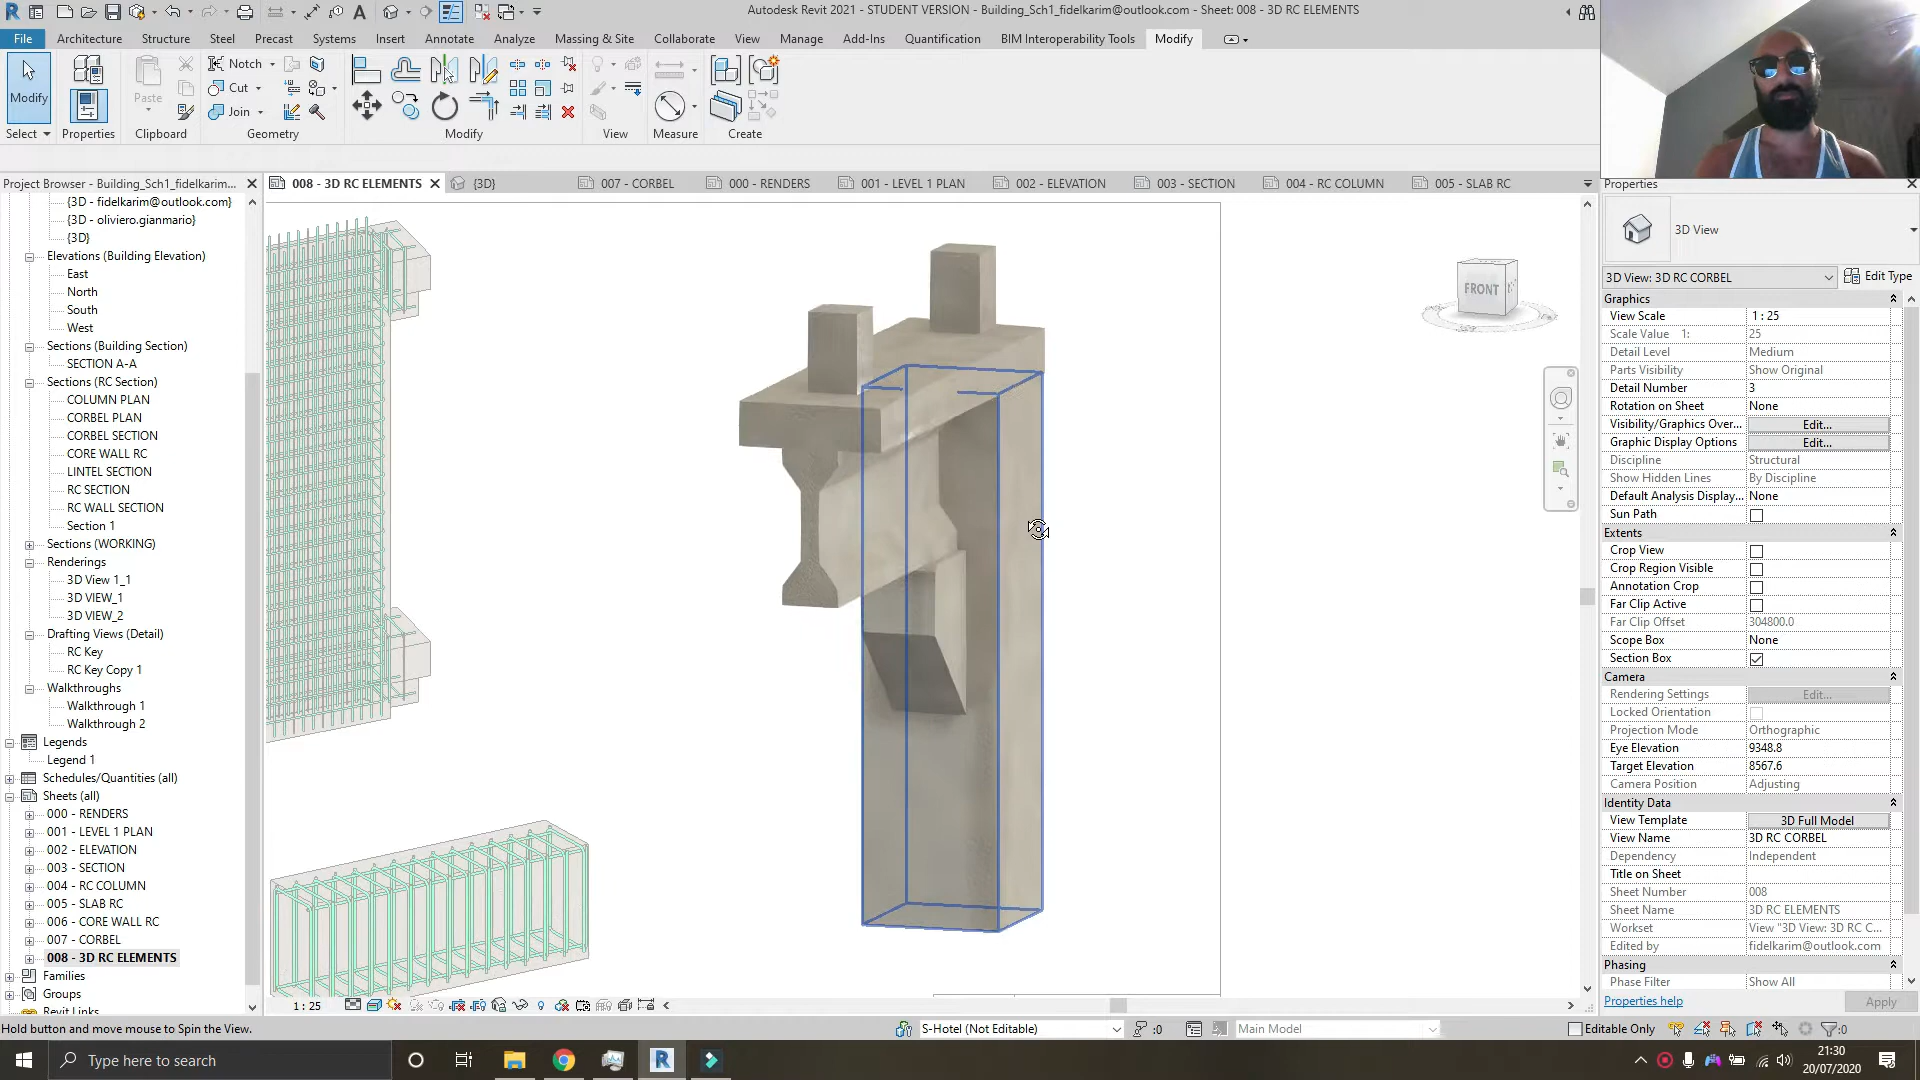 Autodesk Revit 2021 - STUDENT VERSION - Building_Sch1_fidelkarim@outlook.com - Sheet: 008 - 3D RC ELEMENTS
File Architecture Structure Steel Precast Systems Insert Annotate Analyze Massing & Site Collaborate View Manage Add-Ins Quantification BIM Interoperability Tools Modify
Modify
Paste
Notch
Cut
Join
Select Properties Clipboard Geometry Modify View Measure Create
Project Browser - Building_Sch1_fidelkarim...
008 - 3D RC ELEMENTS {3D} 007 - CORBEL 000 - RENDERS 001 - LEVEL 1 PLAN 002 - ELEVATION 003 - SECTION 004 - RC COLUMN 005 - SLAB RC
{3D - fidelkarim@outlook.com}
{3D - oliviero.gianmario}
{3D}
Elevations (Building Elevation)
East
North
South
West
Sections (Building Section)
SECTION A-A
Sections (RC Section)
COLUMN PLAN
CORBEL PLAN
CORBEL SECTION
CORE WALL RC
LINTEL SECTION
RC SECTION
RC WALL SECTION
Section 1
Sections (WORKING)
Renderings
3D View 1_1
3D VIEW_1
3D VIEW_2
Drafting Views (Detail)
RC Key
RC Key Copy 1
Walkthroughs
Walkthrough 1
Walkthrough 2
Legends
Legend 1
Schedules/Quantities (all)
Sheets (all)
000 - RENDERS
001 - LEVEL 1 PLAN
002 - ELEVATION
003 - SECTION
004 - RC COLUMN
005 - SLAB RC
006 - CORE WALL RC
007 - CORBEL
008 - 3D RC ELEMENTS
Families
Groups
Revit Links
FRONT
Properties
3D View
3D View: 3D RC CORBEL Edit Type
Graphics
View Scale 1 : 25
Scale Value 1: 25
Detail Level Medium
Parts Visibility Show Original
Detail Number 3
Rotation on Sheet None
Visibility/Graphics Over... Edit...
Graphic Display Options Edit...
Discipline Structural
Show Hidden Lines By Discipline
Default Analysis Display... None
Sun Path
Extents
Crop View
Crop Region Visible
Annotation Crop
Far Clip Active
Far Clip Offset 304800.0
Scope Box None
Section Box
Camera
Rendering Settings Edit...
Locked Orientation
Projection Mode Orthographic
Eye Elevation 9348.8
Target Elevation 8567.6
Camera Position Adjusting
Identity Data
View Template 3D Full Model
View Name 3D RC CORBEL
Dependency Independent
Title on Sheet
Sheet Number 008
Sheet Name 3D RC ELEMENTS
Workset View "3D View: 3D RC C...
Edited by fidelkarim@outlook.com
Phasing
Phase Filter Show All
Properties help Apply
1 : 25
Hold button and move mouse to Spin the View.
S-Hotel (Not Editable) :0 Main Model Editable Only :0
Type here to search
21:30
20/07/2020